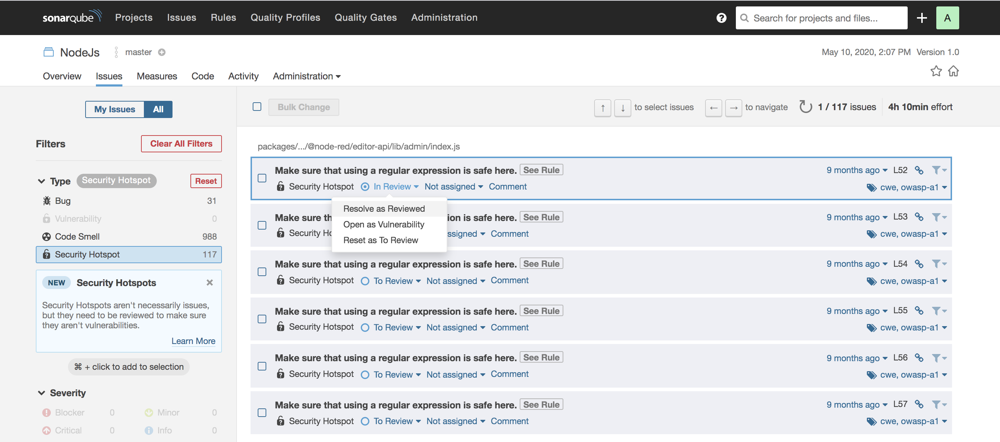 sonarqube Projects Issues Rules Quality Profiles Quality Gates Administration ? Search for projects and files... + A
NodeJs master May 10, 2020, 2:07 PM Version 1.0
Overview Issues Measures Code Activity Administration
My Issues All
Bulk Change ↑ ↓ to select issues ← → to navigate 1 / 117 issues 4h 10min effort
Filters Clear All Filters
Type Security Hotspot Reset
Bug 31
Vulnerability 0
Code Smell 988
Security Hotspot 117
NEW Security Hotspots ×
Security Hotspots aren't necessarily issues,
but they need to be reviewed to make sure
they aren't vulnerabilities.
Learn More
⌘ + click to add to selection
Severity
Blocker 0 Minor 0
Critical 0 Info 0
packages/.../@node-red/editor-api/lib/admin/index.js
Make sure that using a regular expression is safe here. See Rule 9 months ago L52
Security Hotspot In Review Not assigned Comment cwe, owasp-a1
Resolve as Reviewed
Open as Vulnerability
Reset as To Review
Make sure th ion is safe here. See Rule 9 months ago L53
Security Ho ssigned Comment cwe, owasp-a1
Make sure that using a regular expression is safe here. See Rule 9 months ago L54
Security Hotspot To Review Not assigned Comment cwe, owasp-a1
Make sure that using a regular expression is safe here. See Rule 9 months ago L55
Security Hotspot To Review Not assigned Comment cwe, owasp-a1
Make sure that using a regular expression is safe here. See Rule 9 months ago L56
Security Hotspot To Review Not assigned Comment cwe, owasp-a1
Make sure that using a regular expression is safe here. See Rule 9 months ago L57
Security Hotspot To Review Not assigned Comment cwe, owasp-a1